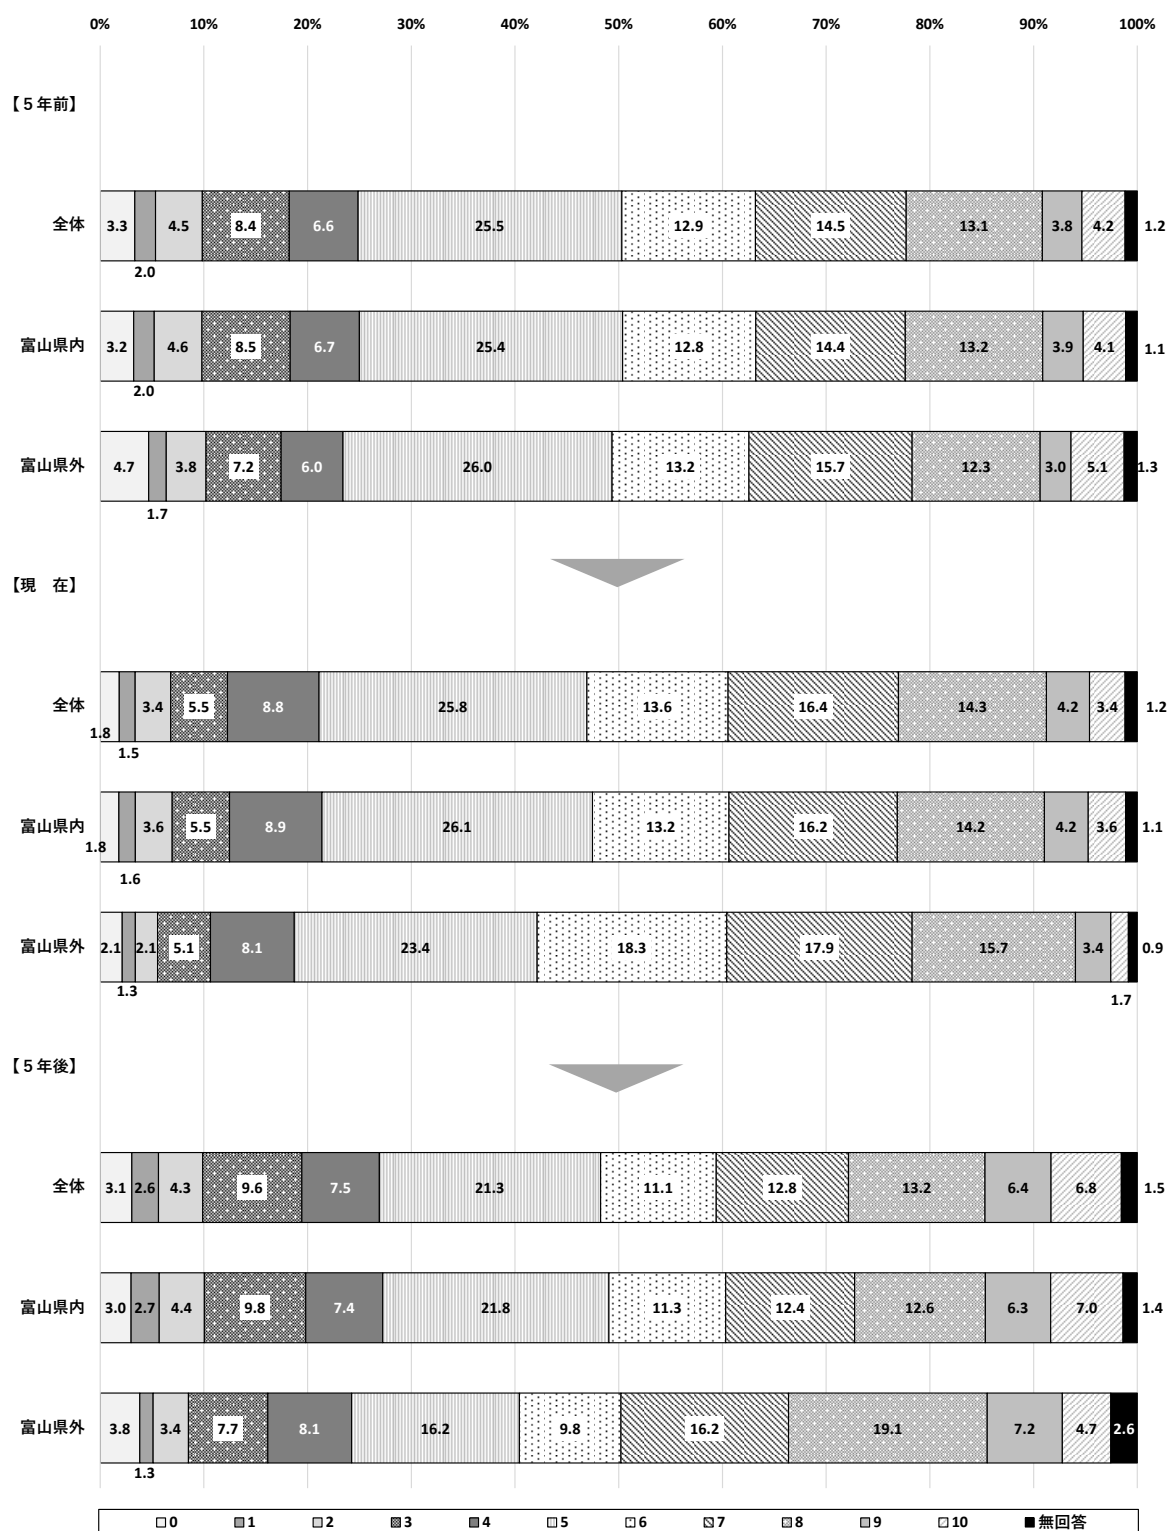 0% 10% 20% 30% 40% 50% 60% 70% 80% 90% 100%
【５年前】
全体 3.3 2.0 4.5 8.4 6.6 25.5 12.9 14.5 13.1 3.8 4.2 1.2
富山県内 3.2 2.0 4.6 8.5 6.7 25.4 12.8 14.4 13.2 3.9 4.1 1.1
富山県外 4.7 1.7 3.8 7.2 6.0 26.0 13.2 15.7 12.3 3.0 5.1 1.3
【現　在】
全体 1.8 1.5 3.4 5.5 8.8 25.8 13.6 16.4 14.3 4.2 3.4 1.2
富山県内 1.8 1.6 3.6 5.5 8.9 26.1 13.2 16.2 14.2 4.2 3.6 1.1
富山県外 2.1 1.3 2.1 5.1 8.1 23.4 18.3 17.9 15.7 3.4 1.7 0.9
【５年後】
全体 3.1 2.6 4.3 9.6 7.5 21.3 11.1 12.8 13.2 6.4 6.8 1.5
富山県内 3.0 2.7 4.4 9.8 7.4 21.8 11.3 12.4 12.6 6.3 7.0 1.4
富山県外 3.8 1.3 3.4 7.7 8.1 16.2 9.8 16.2 19.1 7.2 4.7 2.6
0 1 2 3 4 5 6 7 8 9 10 無回答